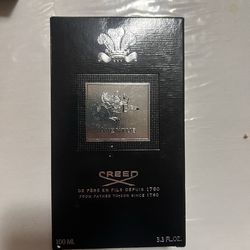 CREED
DE PÈRE EN FILS DEPUIS 1760
FROM FATHER TO SON SINCE 1760
100 ML
3.3 FL.OZ.